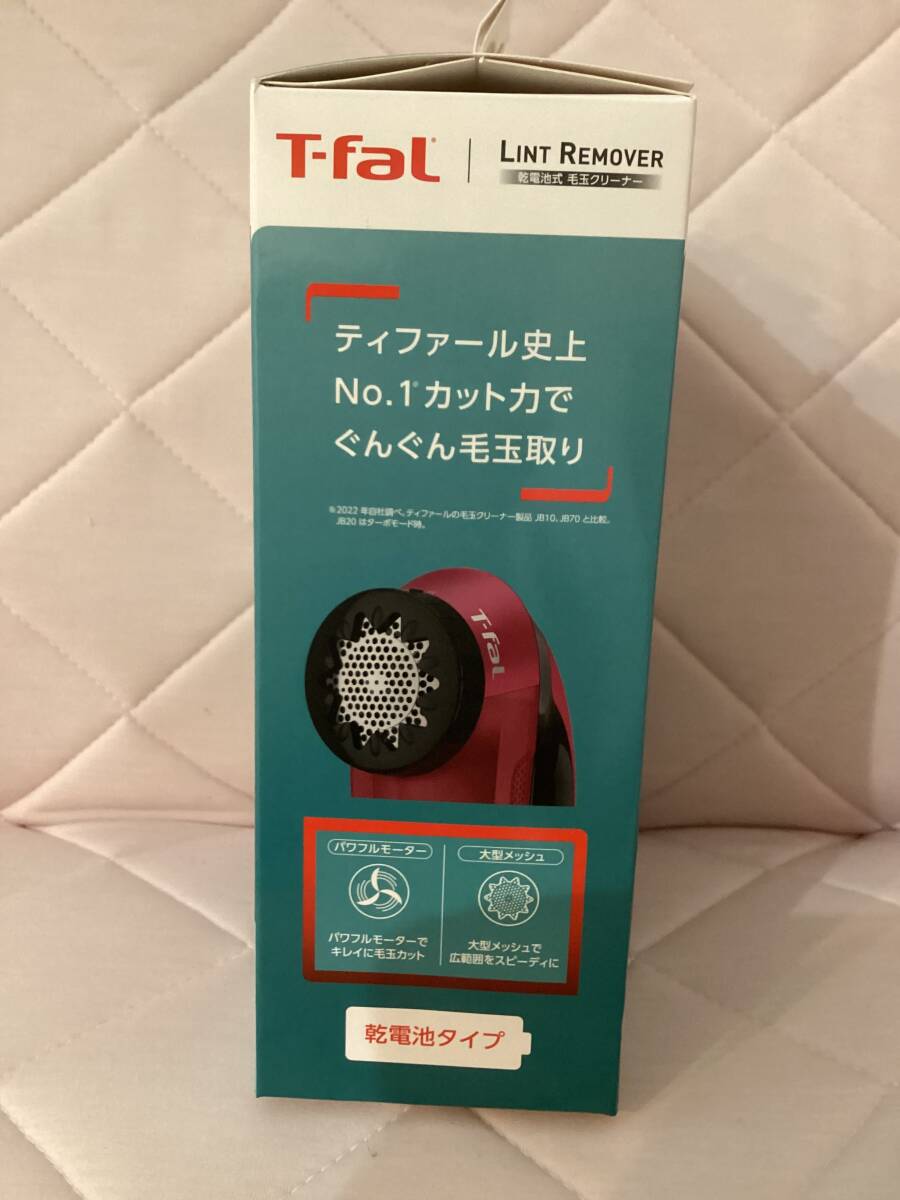 T-fal
LINT REMOVER
乾電池式 毛玉クリーナー
ティファール史上
No.1※カット力で
ぐんぐん毛玉取り
※2022 年自社調べ。ティファールの毛玉クリーナー製品 JB10、JB70 と比較。
JB20 はターボモード時。
T-fal
パワフルモーター
大型メッシュ
パワフルモーターで
キレイに毛玉カット
大型メッシュで
広範囲をスピーディに
乾電池タイプ